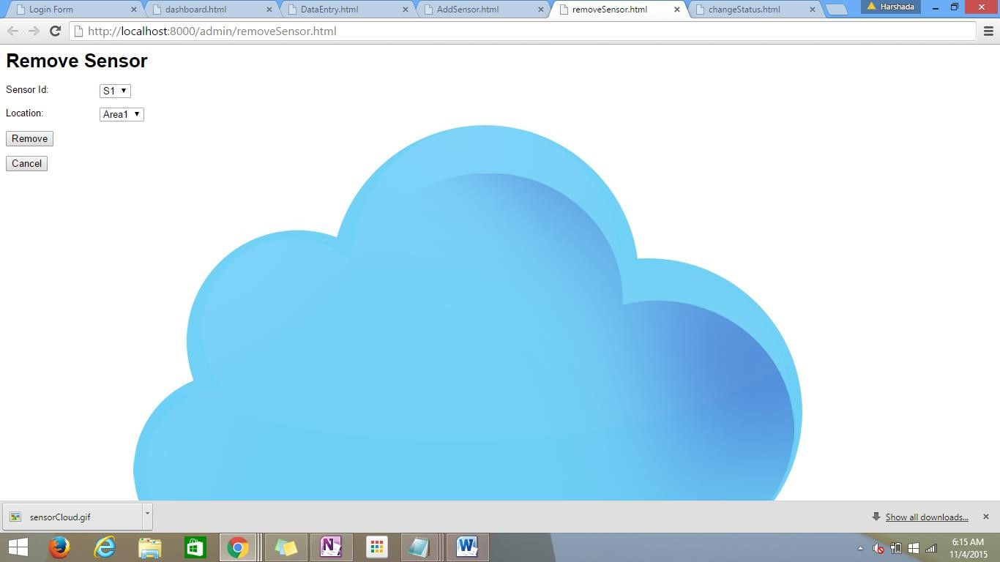 Login Form
dashboard.html
DataEntry.html
AddSensor.html
removeSensor.html
changeStatus.html
Harshada
http://localhost:8000/admin/removeSensor.html
Remove Sensor
Sensor Id: S1
Location: Area1
Remove
Cancel
sensorCloud.gif
Show all downloads...
6:15 AM
11/4/2015